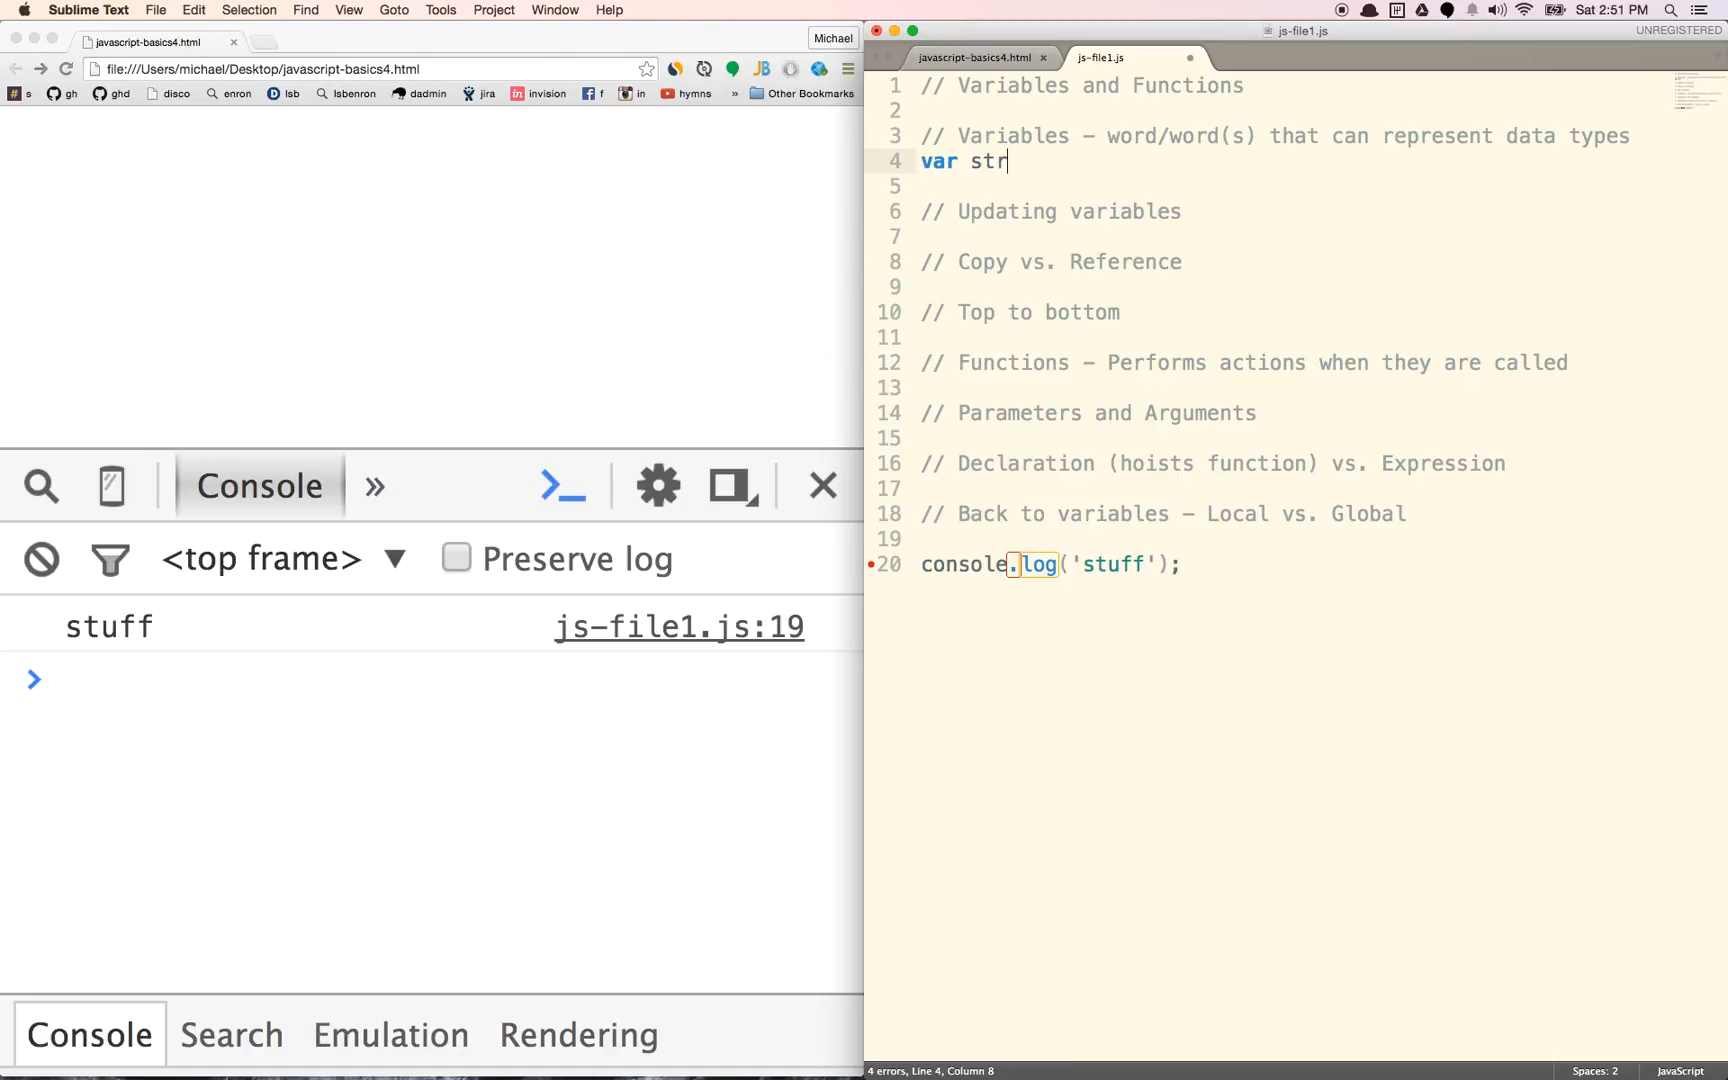 Sublime Text File Edit Selection Find View Goto Tools Project Window Help Sat 2:51 PM
javascript-basics4.html × Michael
file:///Users/michael/Desktop/javascript-basics4.html
# s gh ghd disco enron lsb lsbenron dadmin jira in invision f in hymns » Other Bookmarks
Console »
<top frame> ▼ Preserve log
stuff js-file1.js:19
>
Console Search Emulation Rendering
js-file1.js UNREGISTERED
javascript-basics4.html × js-file1.js
1 // Variables and Functions
2
3 // Variables - word/word(s) that can represent data types
4 var str
5
6 // Updating variables
7
8 // Copy vs. Reference
9
10 // Top to bottom
11
12 // Functions - Performs actions when they are called
13
14 // Parameters and Arguments
15
16 // Declaration (hoists function) vs. Expression
17
18 // Back to variables - Local vs. Global
19
20 console.log('stuff');
4 errors, Line 4, Column 8 Spaces: 2 JavaScript